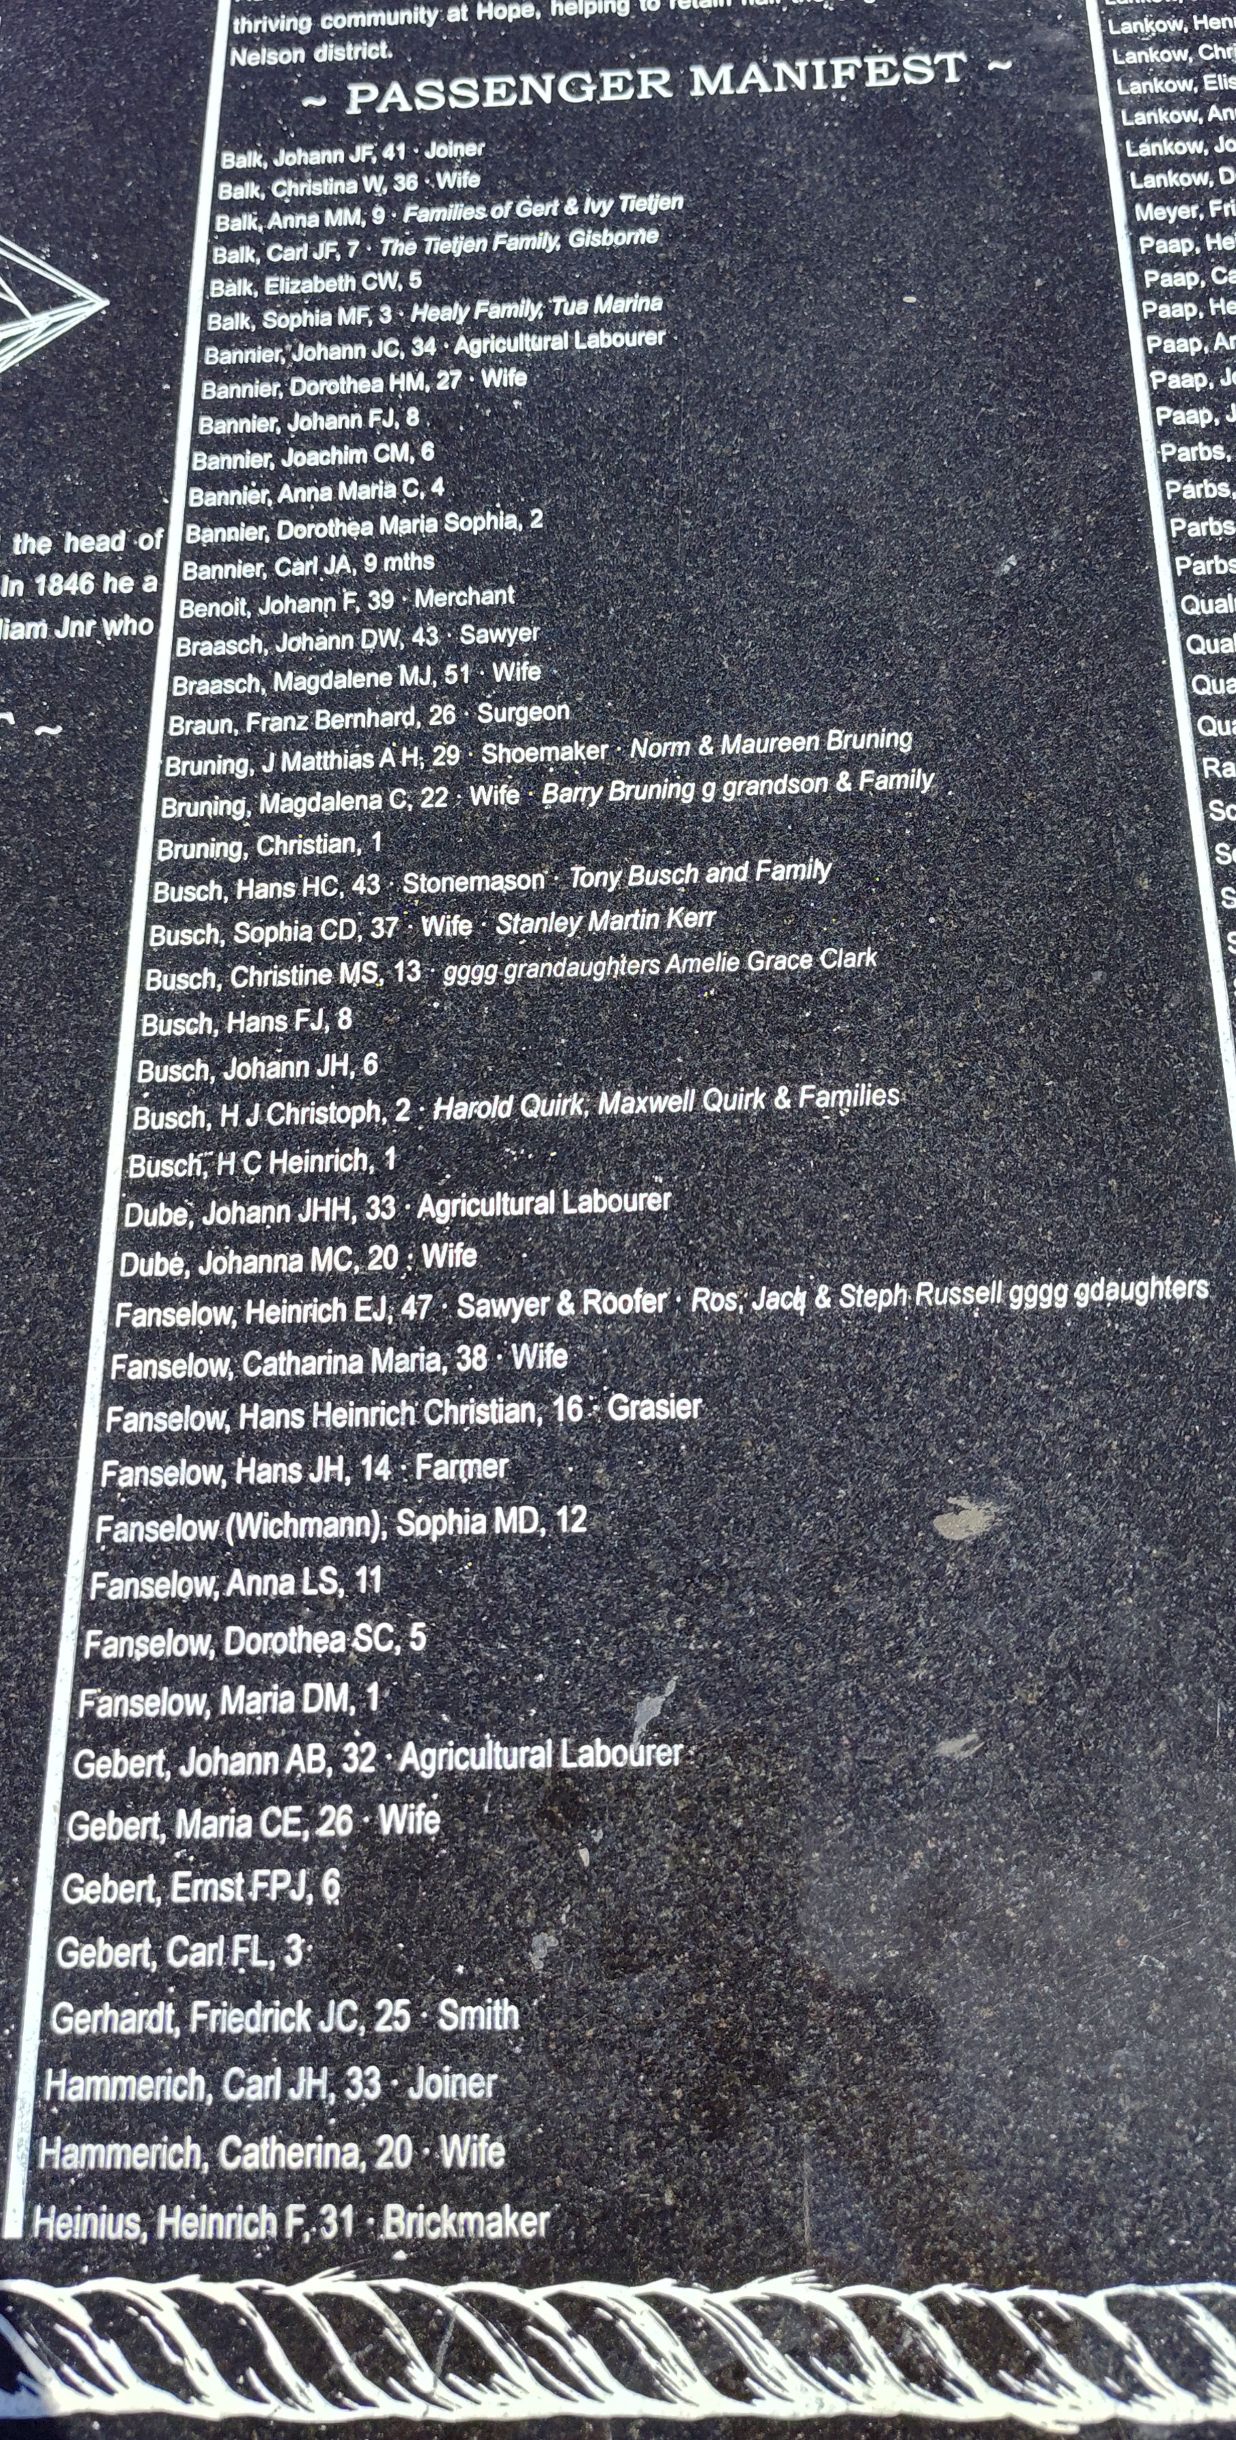 thriving community at Hope, helping to retain
Nelson district.
~ PASSENGER MANIFEST ~
Balk, Johann JF, 41 · Joiner
Balk, Christina W, 36 · Wife
Balk, Anna MM, 9 · Families of Gert & Ivy Tietjen
Balk, Carl JF, 7 · The Tietjen Family, Gisborne
Balk, Elizabeth CW, 5
Balk, Sophia MF, 3 · Healy Family, Tua Marina
Bannier, Johann JC, 34 · Agricultural Labourer
Bannier, Dorothea HM, 27 · Wife
Bannier, Johann FJ, 8
Bannier, Joachim CM, 6
Bannier, Anna Maria C, 4
Bannier, Dorothea Maria Sophia, 2
Bannier, Carl JA, 9 mths
Benoit, Johann F, 39 · Merchant
Braasch, Johann DW, 43 · Sawyer
Braasch, Magdalene MJ, 51 · Wife
Braun, Franz Bernhard, 26 · Surgeon
Bruning, J Matthias A H, 29 · Shoemaker · Norm & Maureen Bruning
Bruning, Magdalena C, 22 · Wife · Barry Bruning g grandson & Family
Bruning, Christian, 1
Busch, Hans HC, 43 · Stonemason · Tony Busch and Family
Busch, Sophia CD, 37 · Wife · Stanley Martin Kerr
Busch, Christine MS, 13 · gggg grandaughters Amelie Grace Clark
Busch, Hans FJ, 8
Busch, Johann JH, 6
Busch, H J Christoph, 2 · Harold Quirk, Maxwell Quirk & Families
Busch, H C Heinrich, 1
Dube, Johann JHH, 33 · Agricultural Labourer
Dube, Johanna MC, 20 · Wife
Fanselow, Heinrich EJ, 47 · Sawyer & Roofer · Ros, Jacq & Steph Russell gggg gdaughters
Fanselow, Catharina Maria, 38 · Wife
Fanselow, Hans Heinrich Christian, 16 · Grasier
Fanselow, Hans JH, 14 · Farmer
Fanselow (Wichmann), Sophia MD, 12
Fanselow, Anna LS, 11
Fanselow, Dorothea SC, 5
Fanselow, Maria DM, 1
Gebert, Johann AB, 32 · Agricultural Labourer
Gebert, Maria CE, 26 · Wife
Gebert, Ernst FPJ, 6
Gebert, Carl FL, 3
Gerhardt, Friedrick JC, 25 · Smith
Hammerich, Carl JH, 33 · Joiner
Hammerich, Catherina, 20 · Wife
Heinius, Heinrich F, 31 · Brickmaker
the head of
In 1846 he a
liam Jnr who
~
Lankow, Hen
Lankow, Chri
Lankow, Elis
Lankow, An
Lankow, Jo
Lankow, D
Meyer, Fri
Paap, He
Paap, Ca
Paap, He
Paap, An
Paap, Jo
Paap, J
Parbs,
Parbs,
Parbs
Parbs
Qual
Qua
Qua
Qu
Ra
Sc
S
S